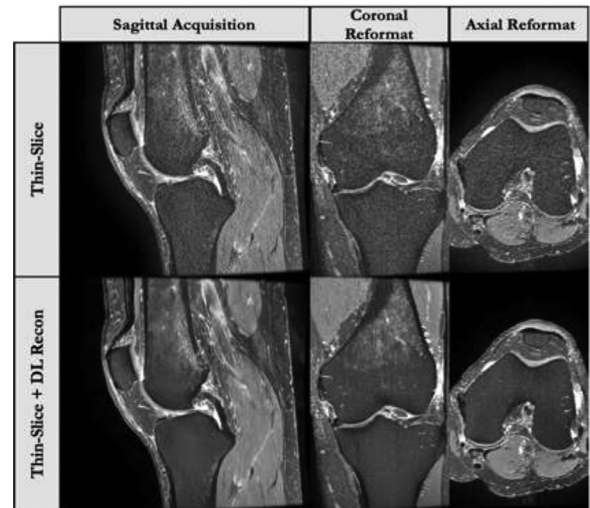 Sagittal Acquisition
Coronal
Reformat
Axial Reformat
Thin-Slice
Thin-Slice + DL Recon